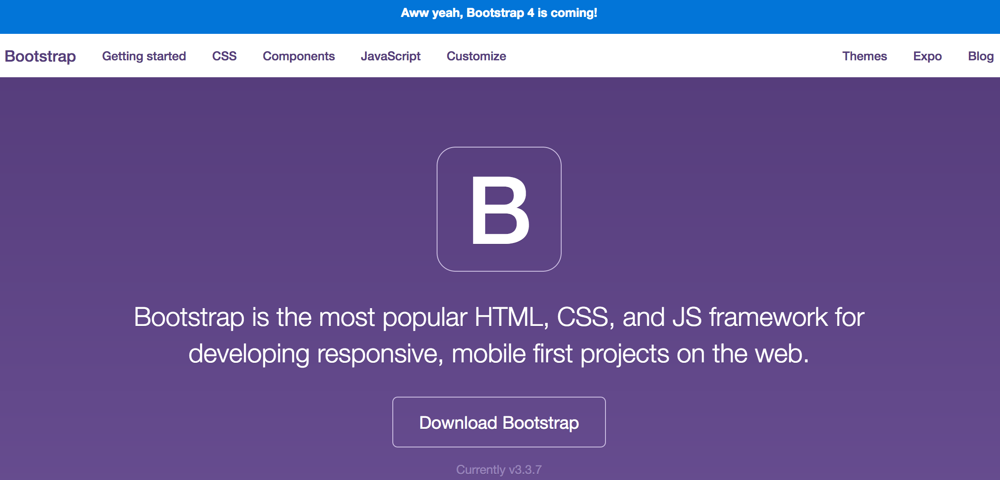 Aww yeah, Bootstrap 4 is coming!
Bootstrap Getting started CSS Components JavaScript Customize Themes Expo Blog
B
Bootstrap is the most popular HTML, CSS, and JS framework for
developing responsive, mobile first projects on the web.
Download Bootstrap
Currently v3.3.7